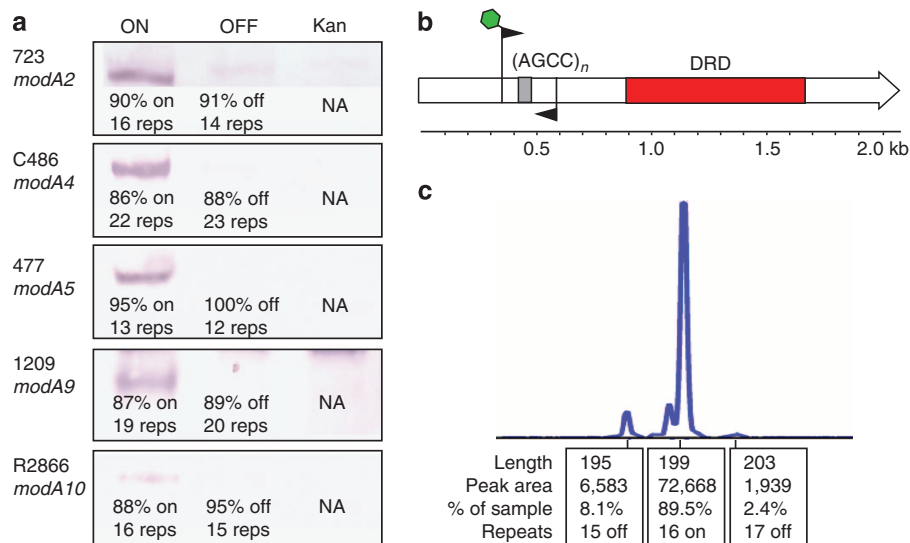 a
ON OFF Kan
723
modA2
90% on 91% off NA
16 reps 14 reps
C486
modA4
86% on 88% off NA
22 reps 23 reps
477
modA5
95% on 100% off NA
13 reps 12 reps
1209
modA9
87% on 89% off NA
19 reps 20 reps
R2866
modA10
88% on 95% off NA
16 reps 15 reps
b
(AGCC)n DRD
0.5 1.0 1.5 2.0 kb
c
Length 195 199 203
Peak area 6,583 72,668 1,939
% of sample 8.1% 89.5% 2.4%
Repeats 15 off 16 on 17 off